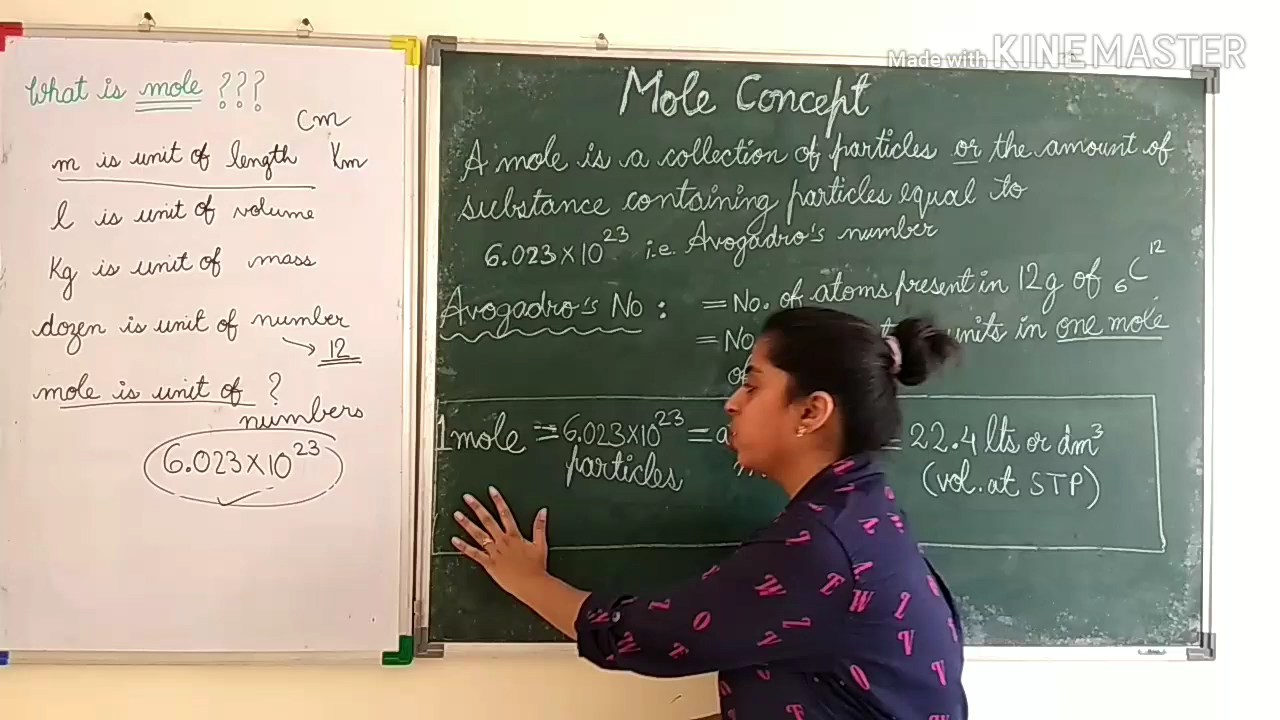 Made with KINEMASTER
What is mole ???
cm
m is unit of length km
l is unit of volume
Kg is unit of mass
dozen is unit of number
→ 12
mole is unit of ?
numbers
6.023×10²³
Mole Concept
A mole is a collection of particles or the amount of
substance containing particles equal to
6.023×10²³ i.e. Avogadro's number
Avogadro's No : = No. of atoms present in 12g of ₆C¹²
= No. units in one mole
of
1 mole = 6.023×10²³ = = 22.4 lts or dm³
particles (vol. at STP)